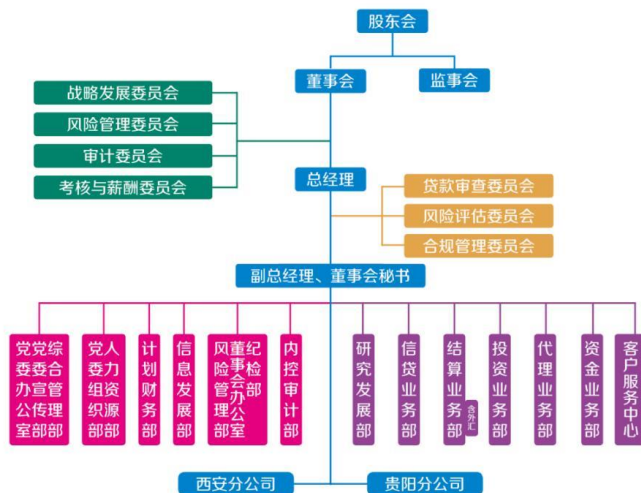 股东会
董事会
监事会
战略发展委员会
风险管理委员会
审计委员会
考核与薪酬委员会
总经理
贷款审查委员会
风险评估委员会
合规管理委员会
副总经理、董事会秘书
党委办公室
党委宣传部
综合管理部
党委组织部
人力资源部
计划财务部
信息发展部
风险管理部
董事会办公室
纪检部
内控审计部
研究发展部
信贷业务部
结算业务部
含外汇
投资业务部
代理业务部
资金业务部
客户服务中心
西安分公司
贵阳分公司